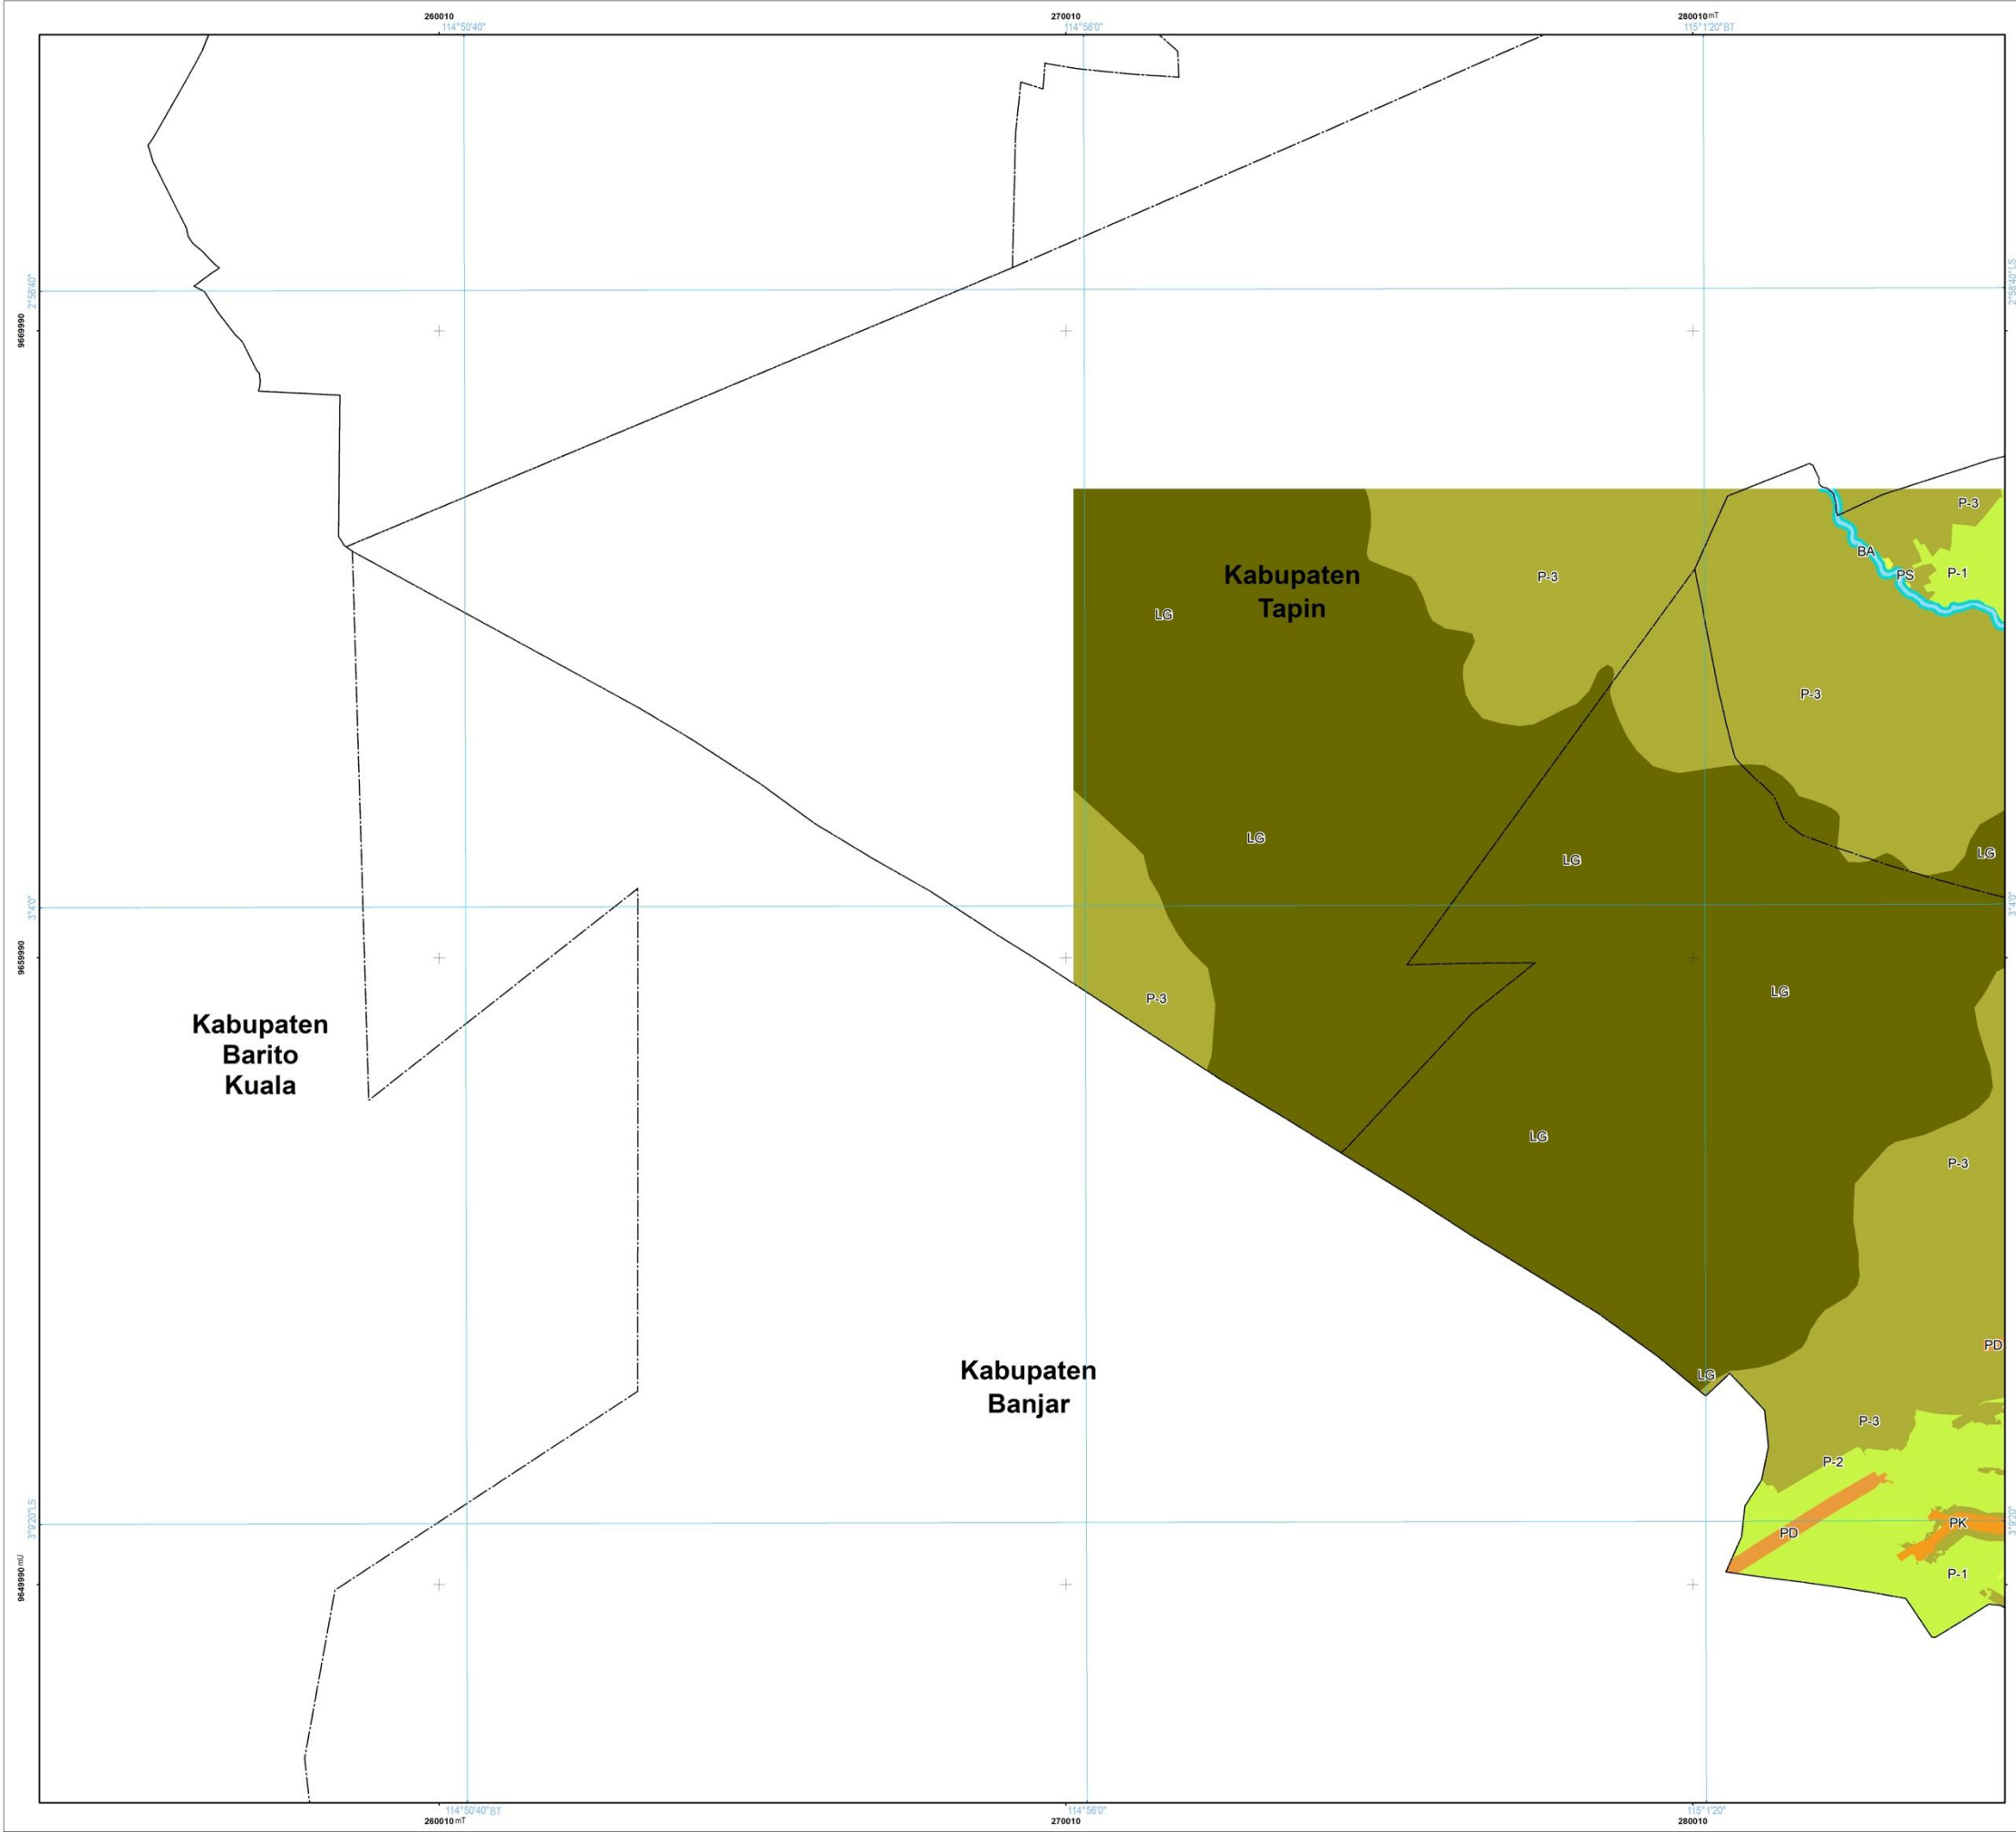 260010
270010
280010 mT
114°50'40"
114°56'0"
115°1'20" BT
2°58'40"
2°58'40" LS
9669990
P-3
BA
PS
P-1
Kabupaten
Tapin
P-3
LG
P-3
LG
LG
LG
3°4'0"
3°4'0"
9659990
LG
P-3
Kabupaten
Barito
Kuala
LG
P-3
PD
Kabupaten
Banjar
LG
P-3
P-2
3°9'20" LS
3°9'20"
PD
PK
P-1
9649990 mU
114°50'40" BT
114°56'0"
115°1'20"
260010 mT
270010
280010